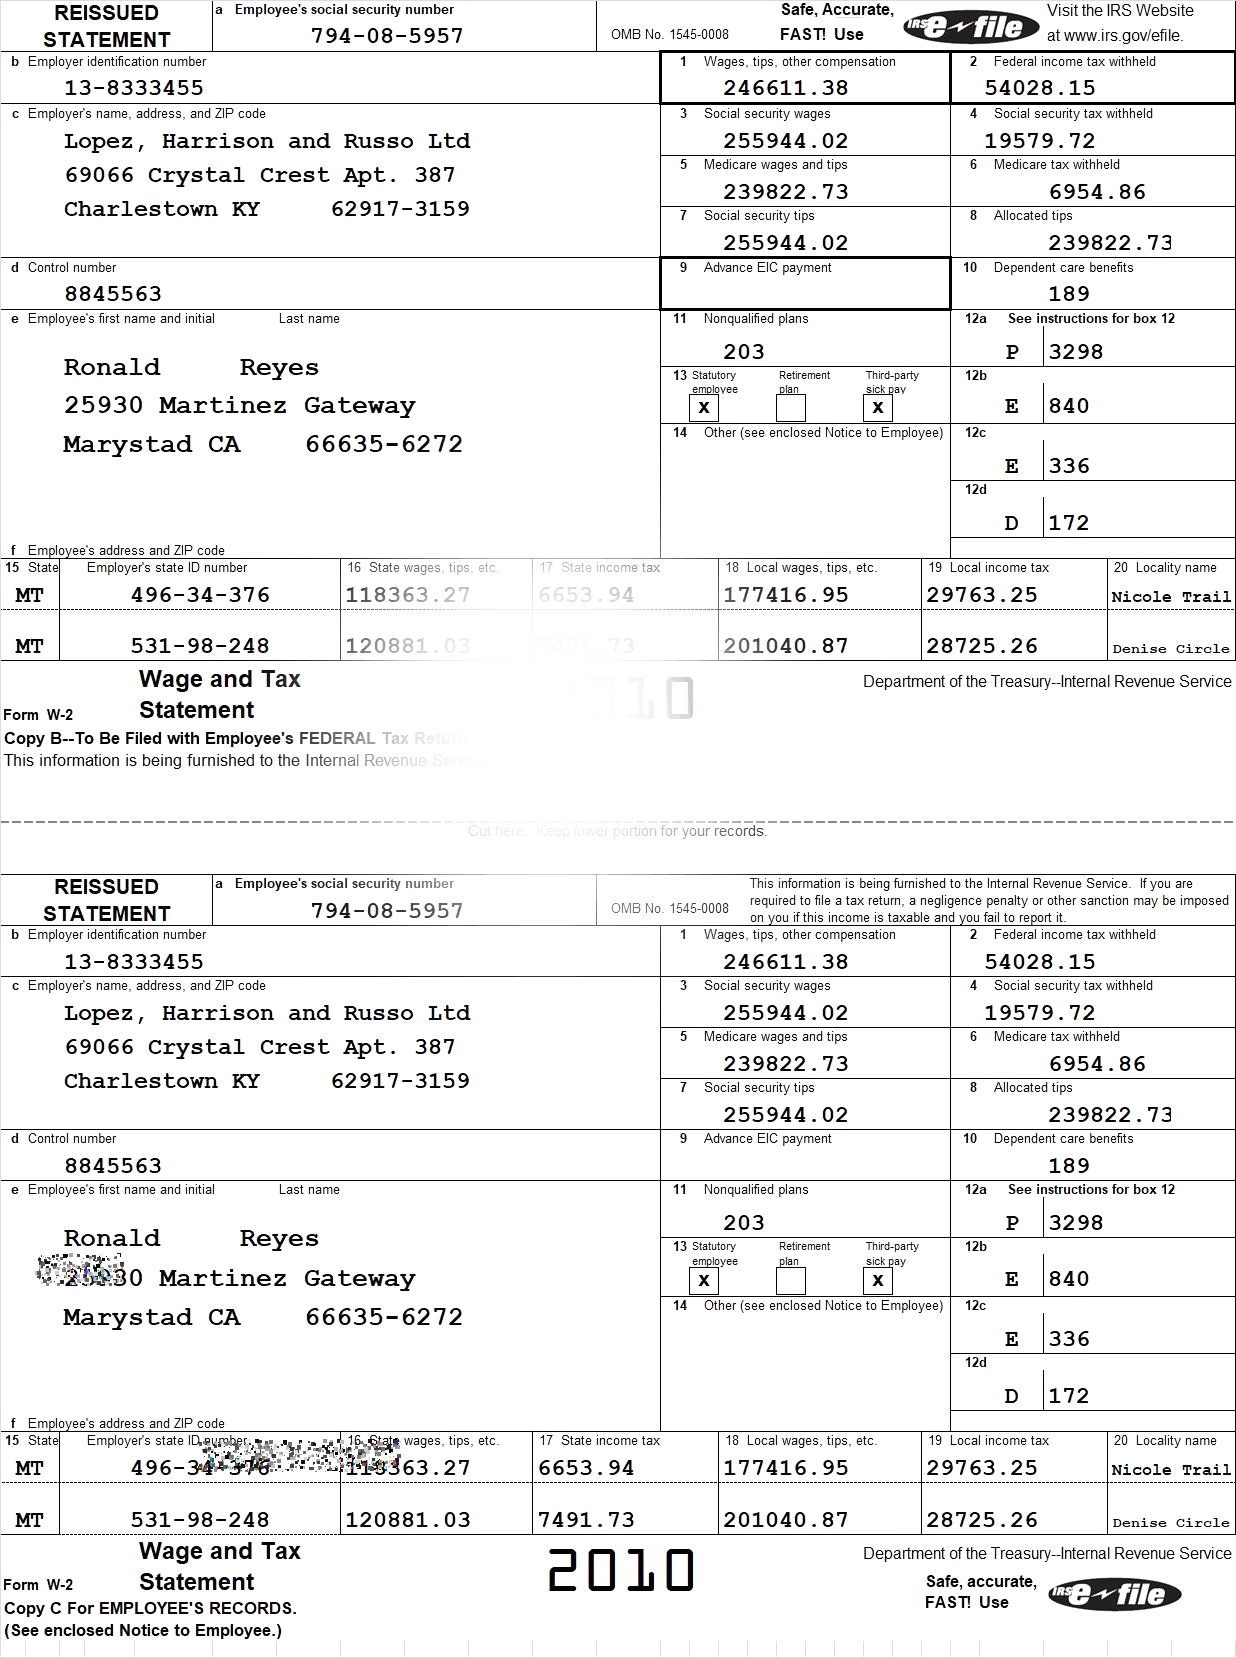 REISSUED STATEMENT
a Employee's social security number
794-08-5957
OMB No. 1545-0008
Safe, Accurate, FAST! Use
IRS e-file
Visit the IRS Website at www.irs.gov/efile.
b Employer identification number
13-8333455
1 Wages, tips, other compensation
246611.38
2 Federal income tax withheld
54028.15
c Employer's name, address, and ZIP code
Lopez, Harrison and Russo Ltd
69066 Crystal Crest Apt. 387
Charlestown KY 62917-3159
3 Social security wages
255944.02
4 Social security tax withheld
19579.72
5 Medicare wages and tips
239822.73
6 Medicare tax withheld
6954.86
7 Social security tips
255944.02
8 Allocated tips
239822.73
d Control number
8845563
9 Advance EIC payment
10 Dependent care benefits
189
e Employee's first name and initial Last name
Ronald Reyes
25930 Martinez Gateway
Marystad CA 66635-6272
11 Nonqualified plans
203
12a See instructions for box 12
P 3298
13 Statutory employee X
Retirement plan
Third-party sick pay X
12b
E 840
14 Other (see enclosed Notice to Employee)
12c
E 336
12d
D 172
f Employee's address and ZIP code
15 State Employer's state ID number 16 State wages, tips, etc. 17 State income tax 18 Local wages, tips, etc. 19 Local income tax 20 Locality name
MT 496-34-376 118363.27 6653.94 177416.95 29763.25 Nicole Trail
MT 531-98-248 120881.03 7491.73 201040.87 28725.26 Denise Circle
Wage and Tax
Statement
Form W-2
2010
Department of the Treasury--Internal Revenue Service
Copy B--To Be Filed with Employee's FEDERAL Tax Return
This information is being furnished to the Internal Revenue Service
Cut here. Keep lower portion for your records.
REISSUED STATEMENT
a Employee's social security number
794-08-5957
OMB No. 1545-0008
This information is being furnished to the Internal Revenue Service. If you are
required to file a tax return, a negligence penalty or other sanction may be imposed
on you if this income is taxable and you fail to report it.
b Employer identification number
13-8333455
1 Wages, tips, other compensation
246611.38
2 Federal income tax withheld
54028.15
c Employer's name, address, and ZIP code
Lopez, Harrison and Russo Ltd
69066 Crystal Crest Apt. 387
Charlestown KY 62917-3159
3 Social security wages
255944.02
4 Social security tax withheld
19579.72
5 Medicare wages and tips
239822.73
6 Medicare tax withheld
6954.86
7 Social security tips
255944.02
8 Allocated tips
239822.73
d Control number
8845563
9 Advance EIC payment
10 Dependent care benefits
189
e Employee's first name and initial Last name
Ronald Reyes
25930 Martinez Gateway
Marystad CA 66635-6272
11 Nonqualified plans
203
12a See instructions for box 12
P 3298
13 Statutory employee X
Retirement plan
Third-party sick pay X
12b
E 840
14 Other (see enclosed Notice to Employee)
12c
E 336
12d
D 172
f Employee's address and ZIP code
15 State Employer's state ID number 16 State wages, tips, etc. 17 State income tax 18 Local wages, tips, etc. 19 Local income tax 20 Locality name
MT 496-34-376 118363.27 6653.94 177416.95 29763.25 Nicole Trail
MT 531-98-248 120881.03 7491.73 201040.87 28725.26 Denise Circle
Wage and Tax
Statement
Form W-2
2010
Department of the Treasury--Internal Revenue Service
Copy C For EMPLOYEE'S RECORDS.
(See enclosed Notice to Employee.)
Safe, accurate,
FAST! Use
IRS e-file